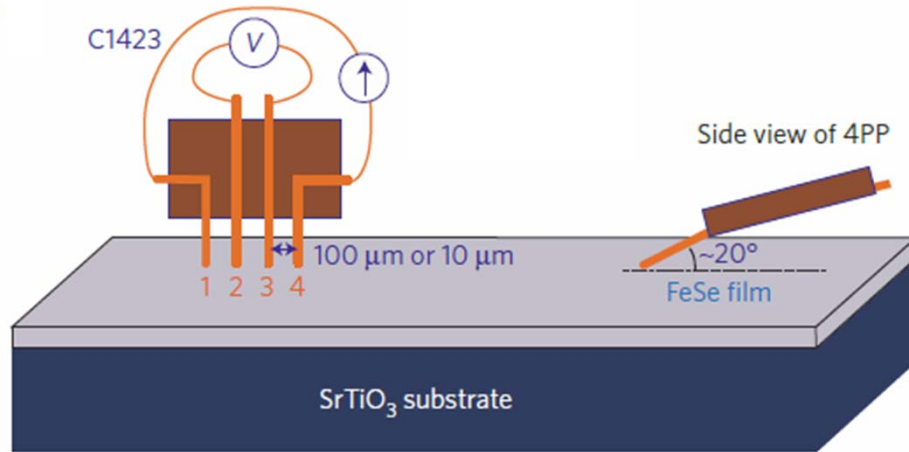 C1423
V
Side view of 4PP
100 μm or 10 μm
1 2 3 4
~20°
FeSe film
SrTiO₃ substrate